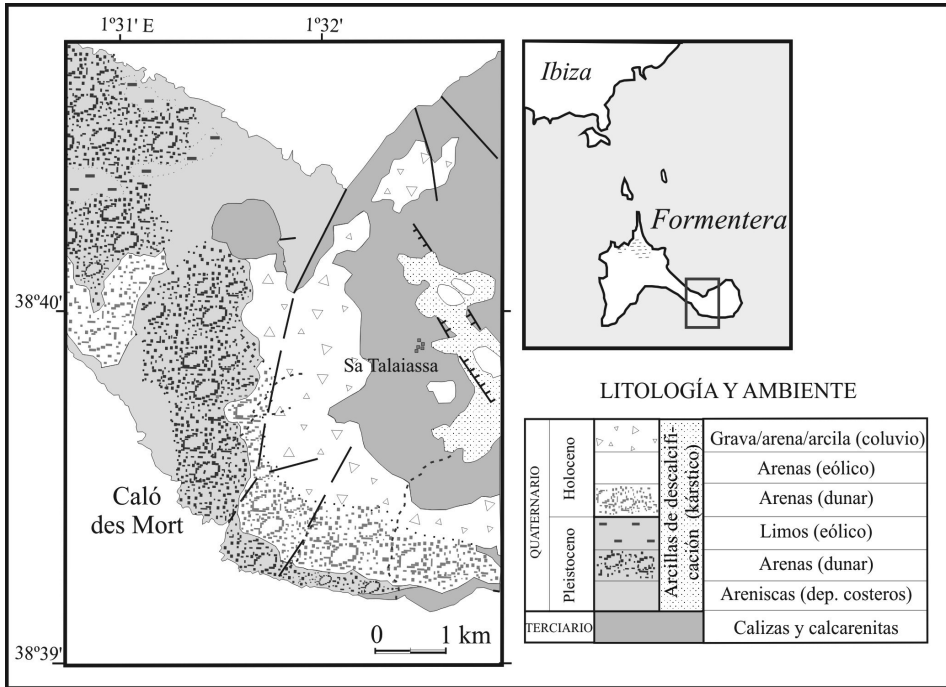 1º31' E
1º32'
38º40'
38º39'
Sa Talaiassa
Caló
des Mort
0 1 km
Ibiza
Formentera
LITOLOGÍA Y AMBIENTE
QUATERNARIO
Holoceno
Pleistoceno
TERCIARIO
Arcillas de descalcifi-
cación (kárstico)
Grava/arena/arcila (coluvio)
Arenas (eólico)
Arenas (dunar)
Limos (eólico)
Arenas (dunar)
Areniscas (dep. costeros)
Calizas y calcarenitas